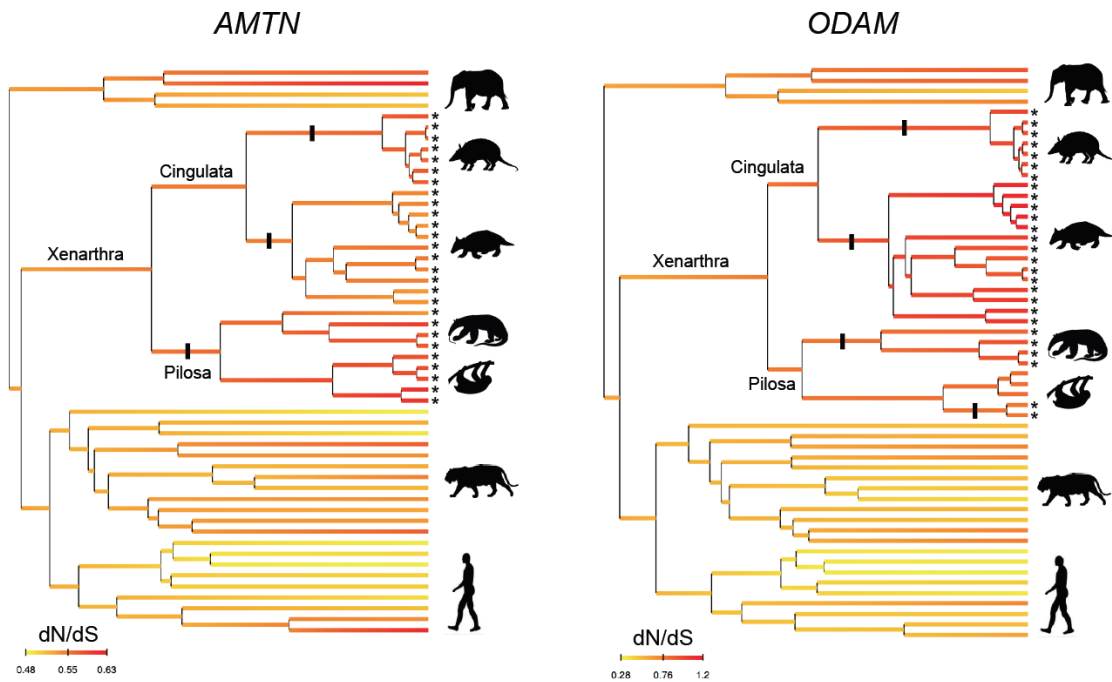 AMTN
Cingulata
Xenarthra
Pilosa
dN/dS
0.48 0.55 0.63
ODAM
Cingulata
Xenarthra
Pilosa
dN/dS
0.28 0.76 1.2